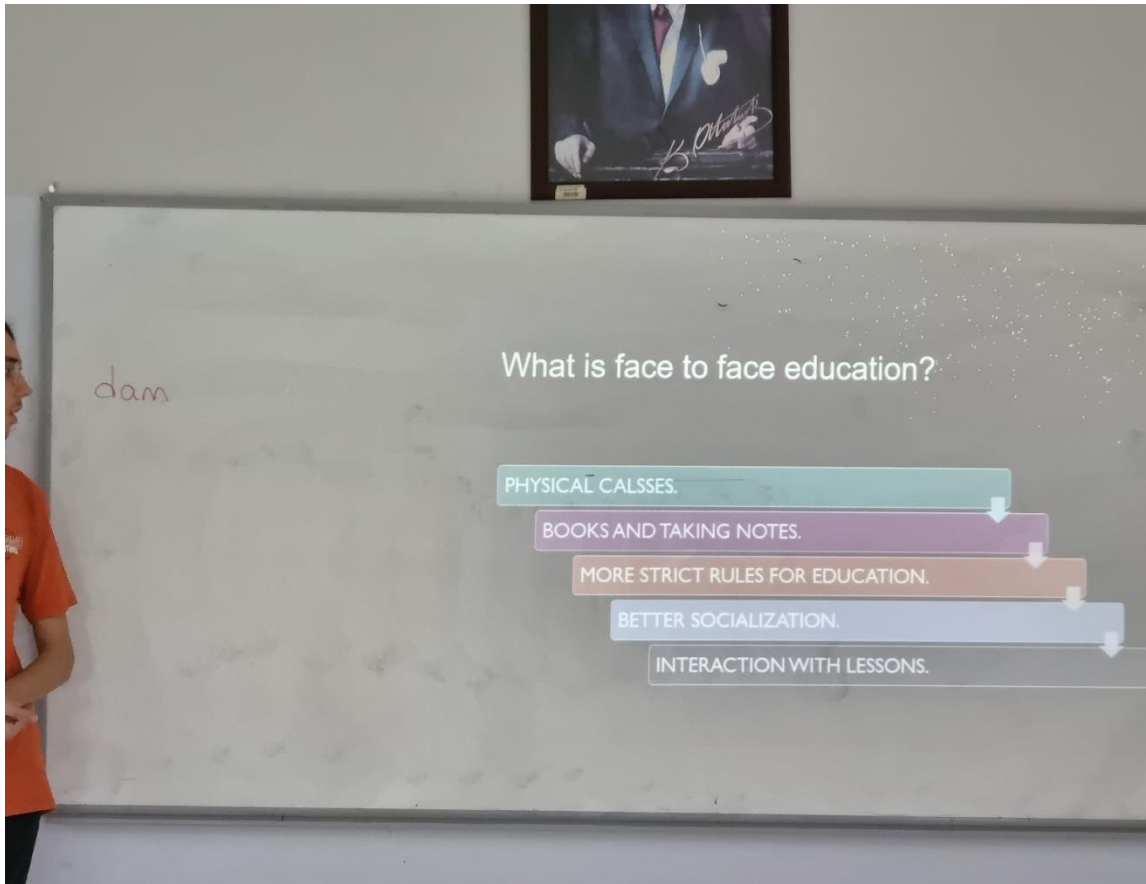 K. Atatürk
What is face to face education?
dam
PHYSICAL CALSSES.
BOOKS AND TAKING NOTES.
MORE STRICT RULES FOR EDUCATION.
BETTER SOCIALIZATION.
INTERACTION WITH LESSONS.